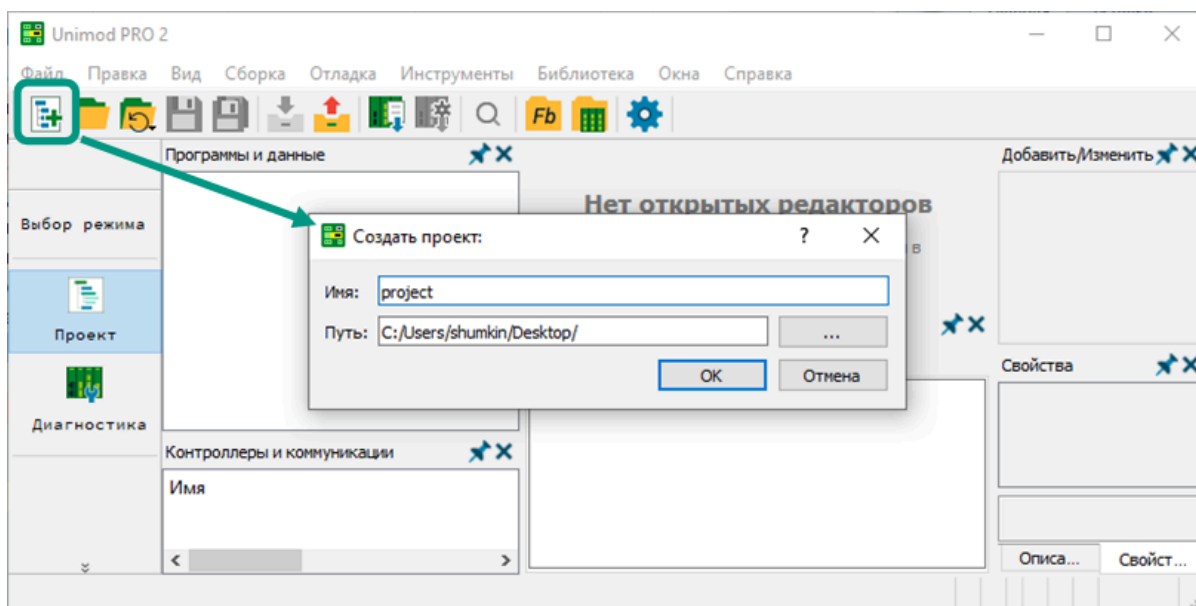 Unimod PRO 2
Файл Правка Вид Сборка Отладка Инструменты Библиотека Окна Справка
Fb
Программы и данные
Добавить/Изменить
Выбор режима
Нет открытых редакторов
в
Создать проект:
?
Имя: project
Путь: C:/Users/shumkin/Desktop/
...
OK Отмена
Проект
Свойства
Диагностика
Контроллеры и коммуникации
Имя
Описа... Свойст...